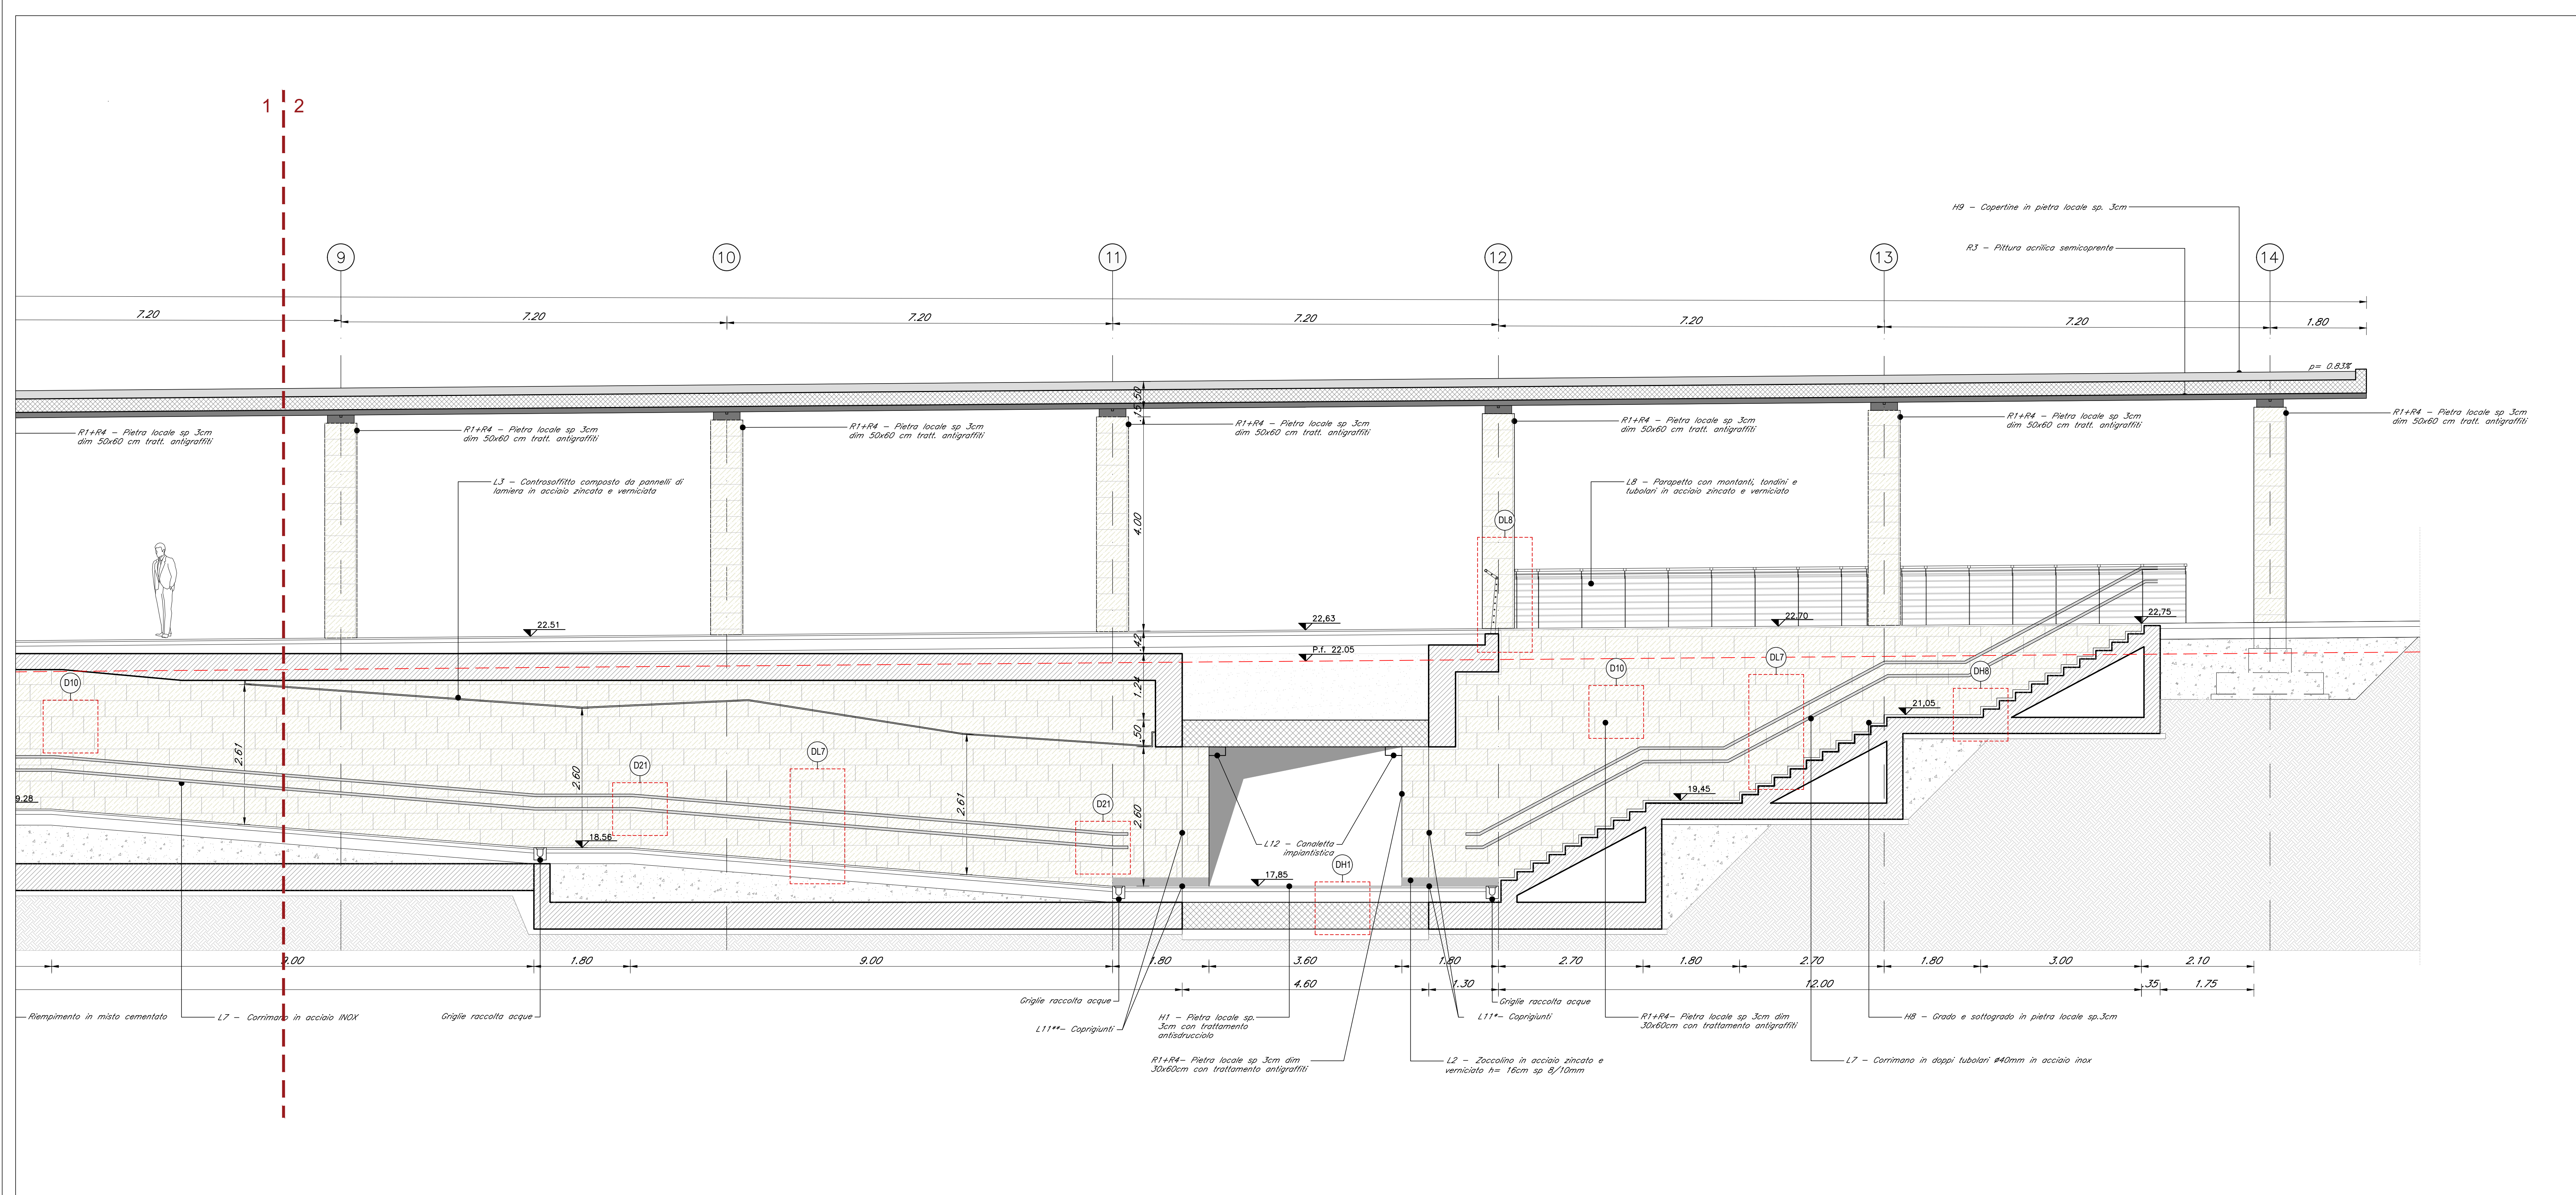 1 2
H9 - Copertine in pietra locale sp. 3cm
R3 - Pittura acrilica semicoprente
9 10 11 12 13 14
7.20 7.20 7.20 7.20 7.20 7.20 1.80
p= 0.83%
.50
.15
R1+R4 - Pietra locale sp 3cm
dim 50x60 cm tratt. antigraffiti
R1+R4 - Pietra locale sp 3cm
dim 50x60 cm tratt. antigraffiti
R1+R4 - Pietra locale sp 3cm
dim 50x60 cm tratt. antigraffiti
R1+R4 - Pietra locale sp 3cm
dim 50x60 cm tratt. antigraffiti
R1+R4 - Pietra locale sp 3cm
dim 50x60 cm tratt. antigraffiti
R1+R4 - Pietra locale sp 3cm
dim 50x60 cm tratt. antigraffiti
R1+R4 - Pietra locale sp 3cm
dim 50x60 cm tratt. antigraffiti
L3 - Controsoffitto composto da pannelli di
lamiera in acciaio zincata e verniciata
L8 - Parapetto con montanti, tondini e
tubolari in acciaio zincato e verniciato
4.00
DL8
22.51
22,63
22,70
22,75
.42
P.f. 22.05
D10
D10
DL7
DH8
1.24
21,05
.50
2.61
2.60
2.61
2.60
D21
DL7
D21
9.28
19,45
18.56
L12 - Canaletta
impiantistica
DH1
17,85
9.00 1.80 9.00 1.80 3.60 1.80 2.70 1.80 2.70 1.80 3.00 2.10
4.60 1.30 12.00 .35 1.75
Riempimento in misto cementato
L7 - Corrimano in acciaio INOX
Griglie raccolta acque
Griglie raccolta acque
L11**- Coprigiunti
H1 - Pietra locale sp.
3cm con trattamento
antisdrucciolo
Griglie raccolta acque
L11*- Coprigiunti
R1+R4- Pietra locale sp 3cm dim
30x60cm con trattamento antigraffiti
H8 - Grado e sottogrado in pietra locale sp.3cm
R1+R4- Pietra locale sp 3cm dim
30x60cm con trattamento antigraffiti
L2 - Zoccolino in acciaio zincato e
verniciato h= 16cm sp 8/10mm
L7 - Corrimano in doppi tubolari ø40mm in acciaio inox